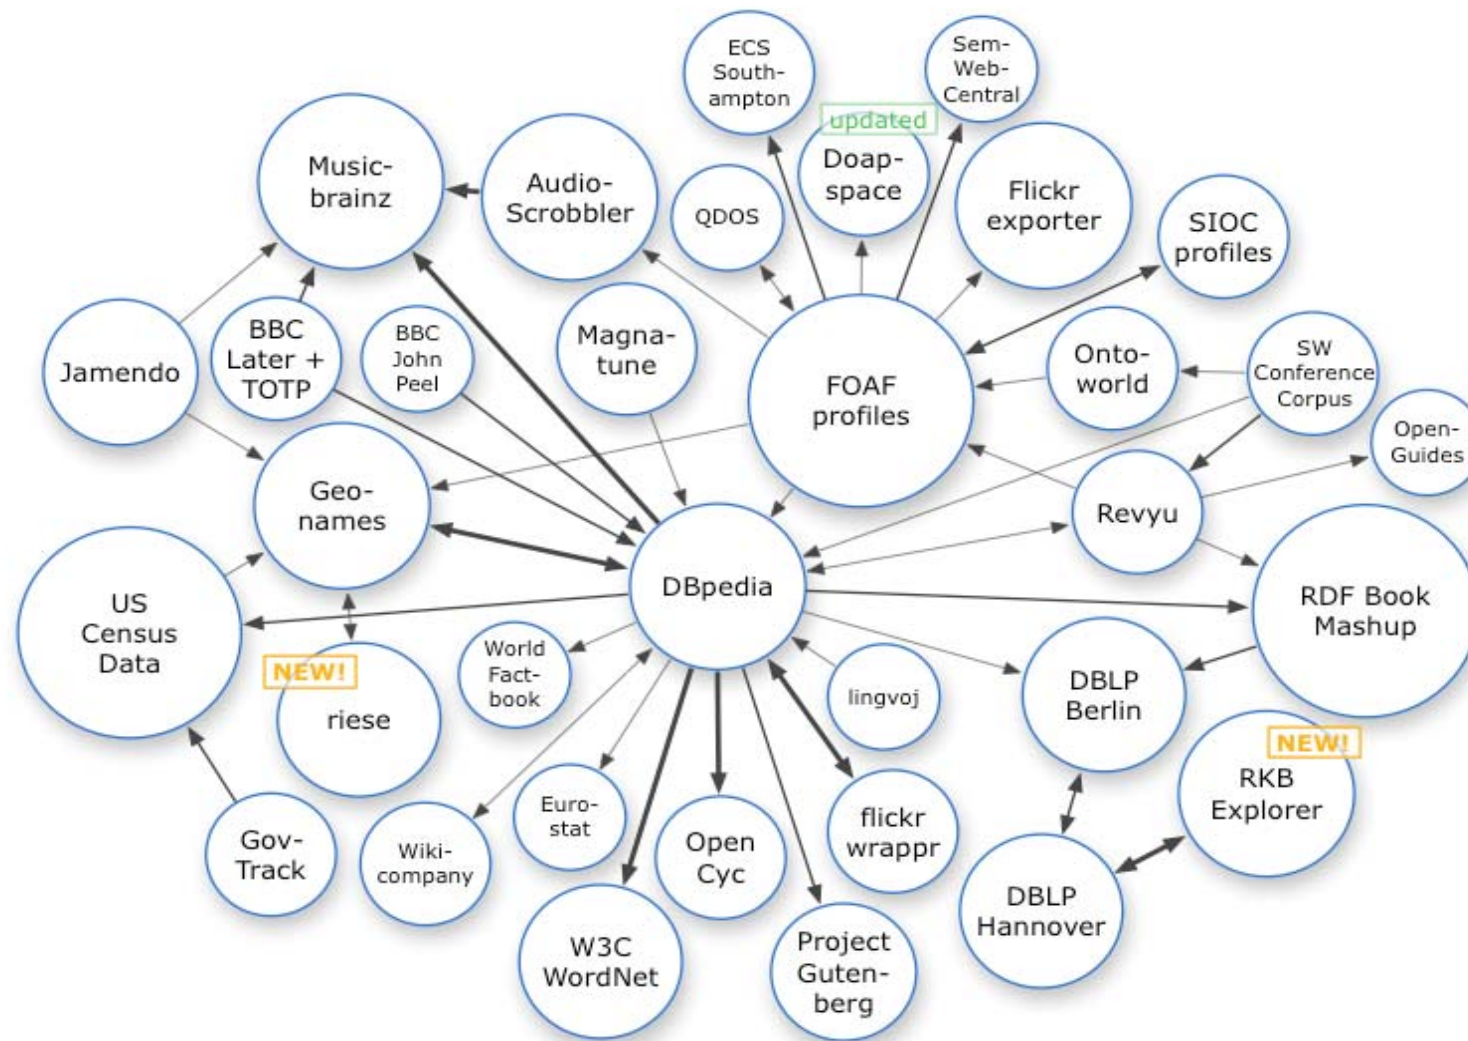 ECS
South-
ampton
Sem-
Web-
Central
updated
Doap-
space
Music-
brainz
Audio-
Scrobbler
QDOS
Flickr
exporter
SIOC
profiles
Jamendo
BBC
Later +
TOTP
BBC
John
Peel
Magna-
tune
FOAF
profiles
Onto-
world
SW
Conference
Corpus
Open-
Guides
Geo-
names
Revyu
US
Census
Data
DBpedia
RDF Book
Mashup
NEW!
riese
World
Fact-
book
lingvoj
DBLP
Berlin
NEW!
RKB
Explorer
Gov-
Track
Wiki-
company
Euro-
stat
Open
Cyc
flickr
wrappr
DBLP
Hannover
W3C
WordNet
Project
Guten-
berg